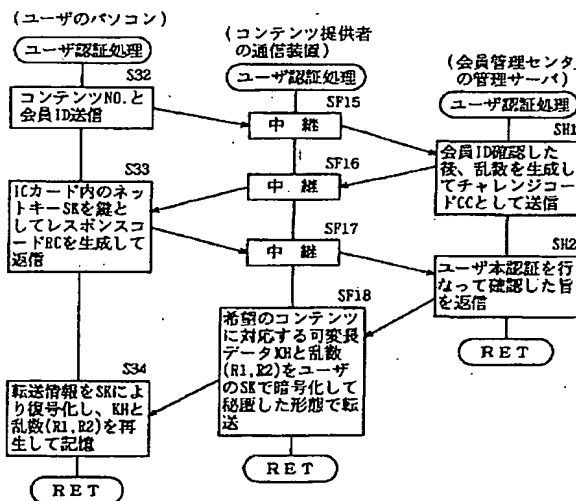 (ユーザのパソコン)
ユーザ認証処理
S32
コンテンツNO.と
会員ID送信
S33
ICカード内のネッ
トキーSKを鍵と
してレスポンスコ
ードRCを生成して
返信
S34
転送情報をSKによ
り復号化し、KHと
乱数(R1,R2)を再
生して記憶
RET
(コンテンツ提供者
の通信装置)
ユーザ認証処理
SF15
中継
SF16
中継
SF17
中継
SF18
希望のコンテンツ
に対応する可変長
データKHと乱数
(R1,R2)をユーザ
のSKで暗号化して
秘匿した形態で転
送
RET
(会員管理センタ
の管理サーバ)
ユーザ認証処理
SH1
会員ID確認した
後、乱数を生成し
てチャレンジコー
ドCCとして送信
SH2
ユーザ本認証を行
なって確認した旨
を返信
RET